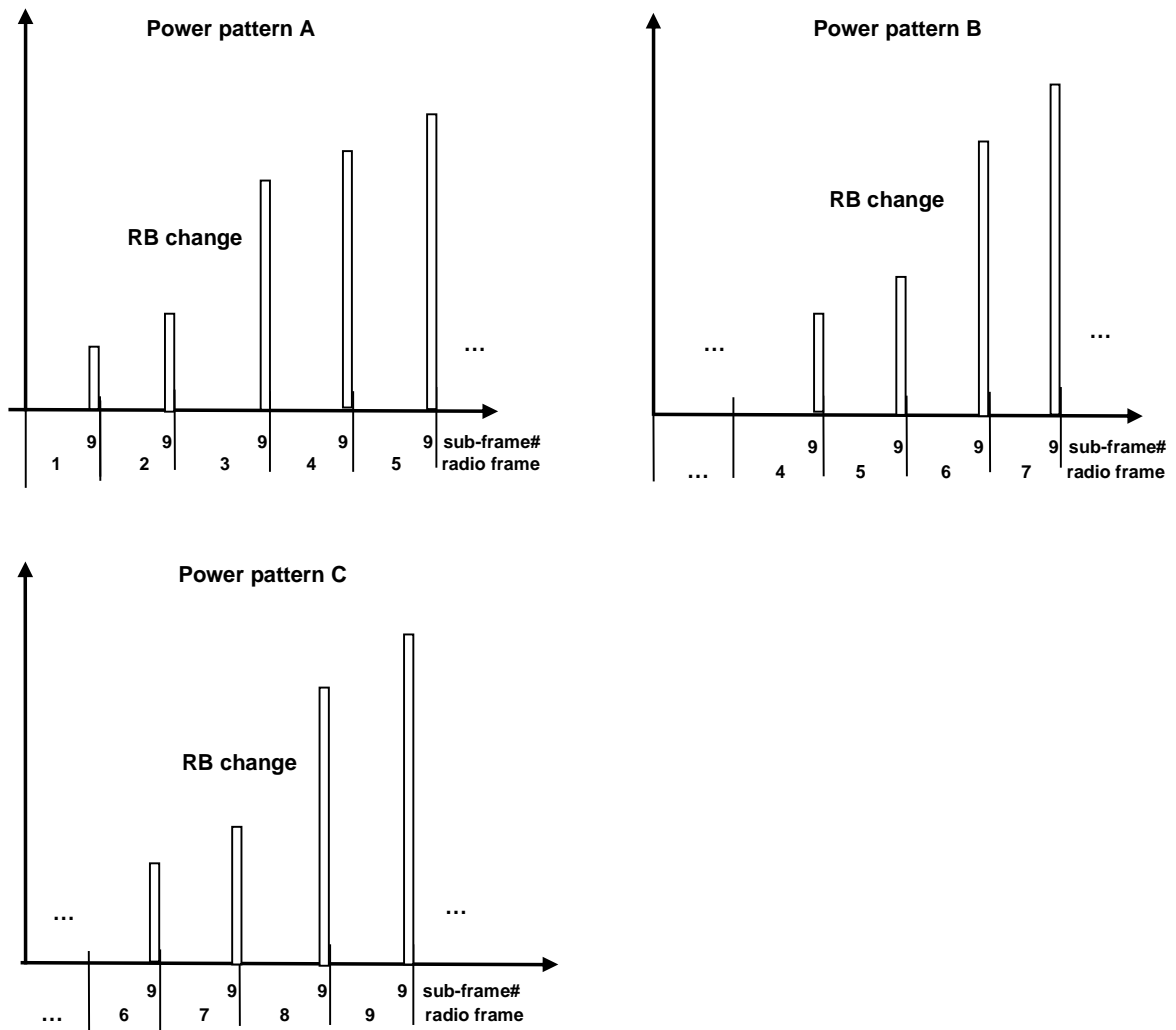 Power pattern A
RB change
...
9 9 9 9 9 sub-frame#
1 2 3 4 5 radio frame
Power pattern B
RB change
... ...
9 9 9 9 sub-frame#
... 4 5 6 7 radio frame
Power pattern C
RB change
... ...
9 9 9 9 sub-frame#
... 6 7 8 9 radio frame